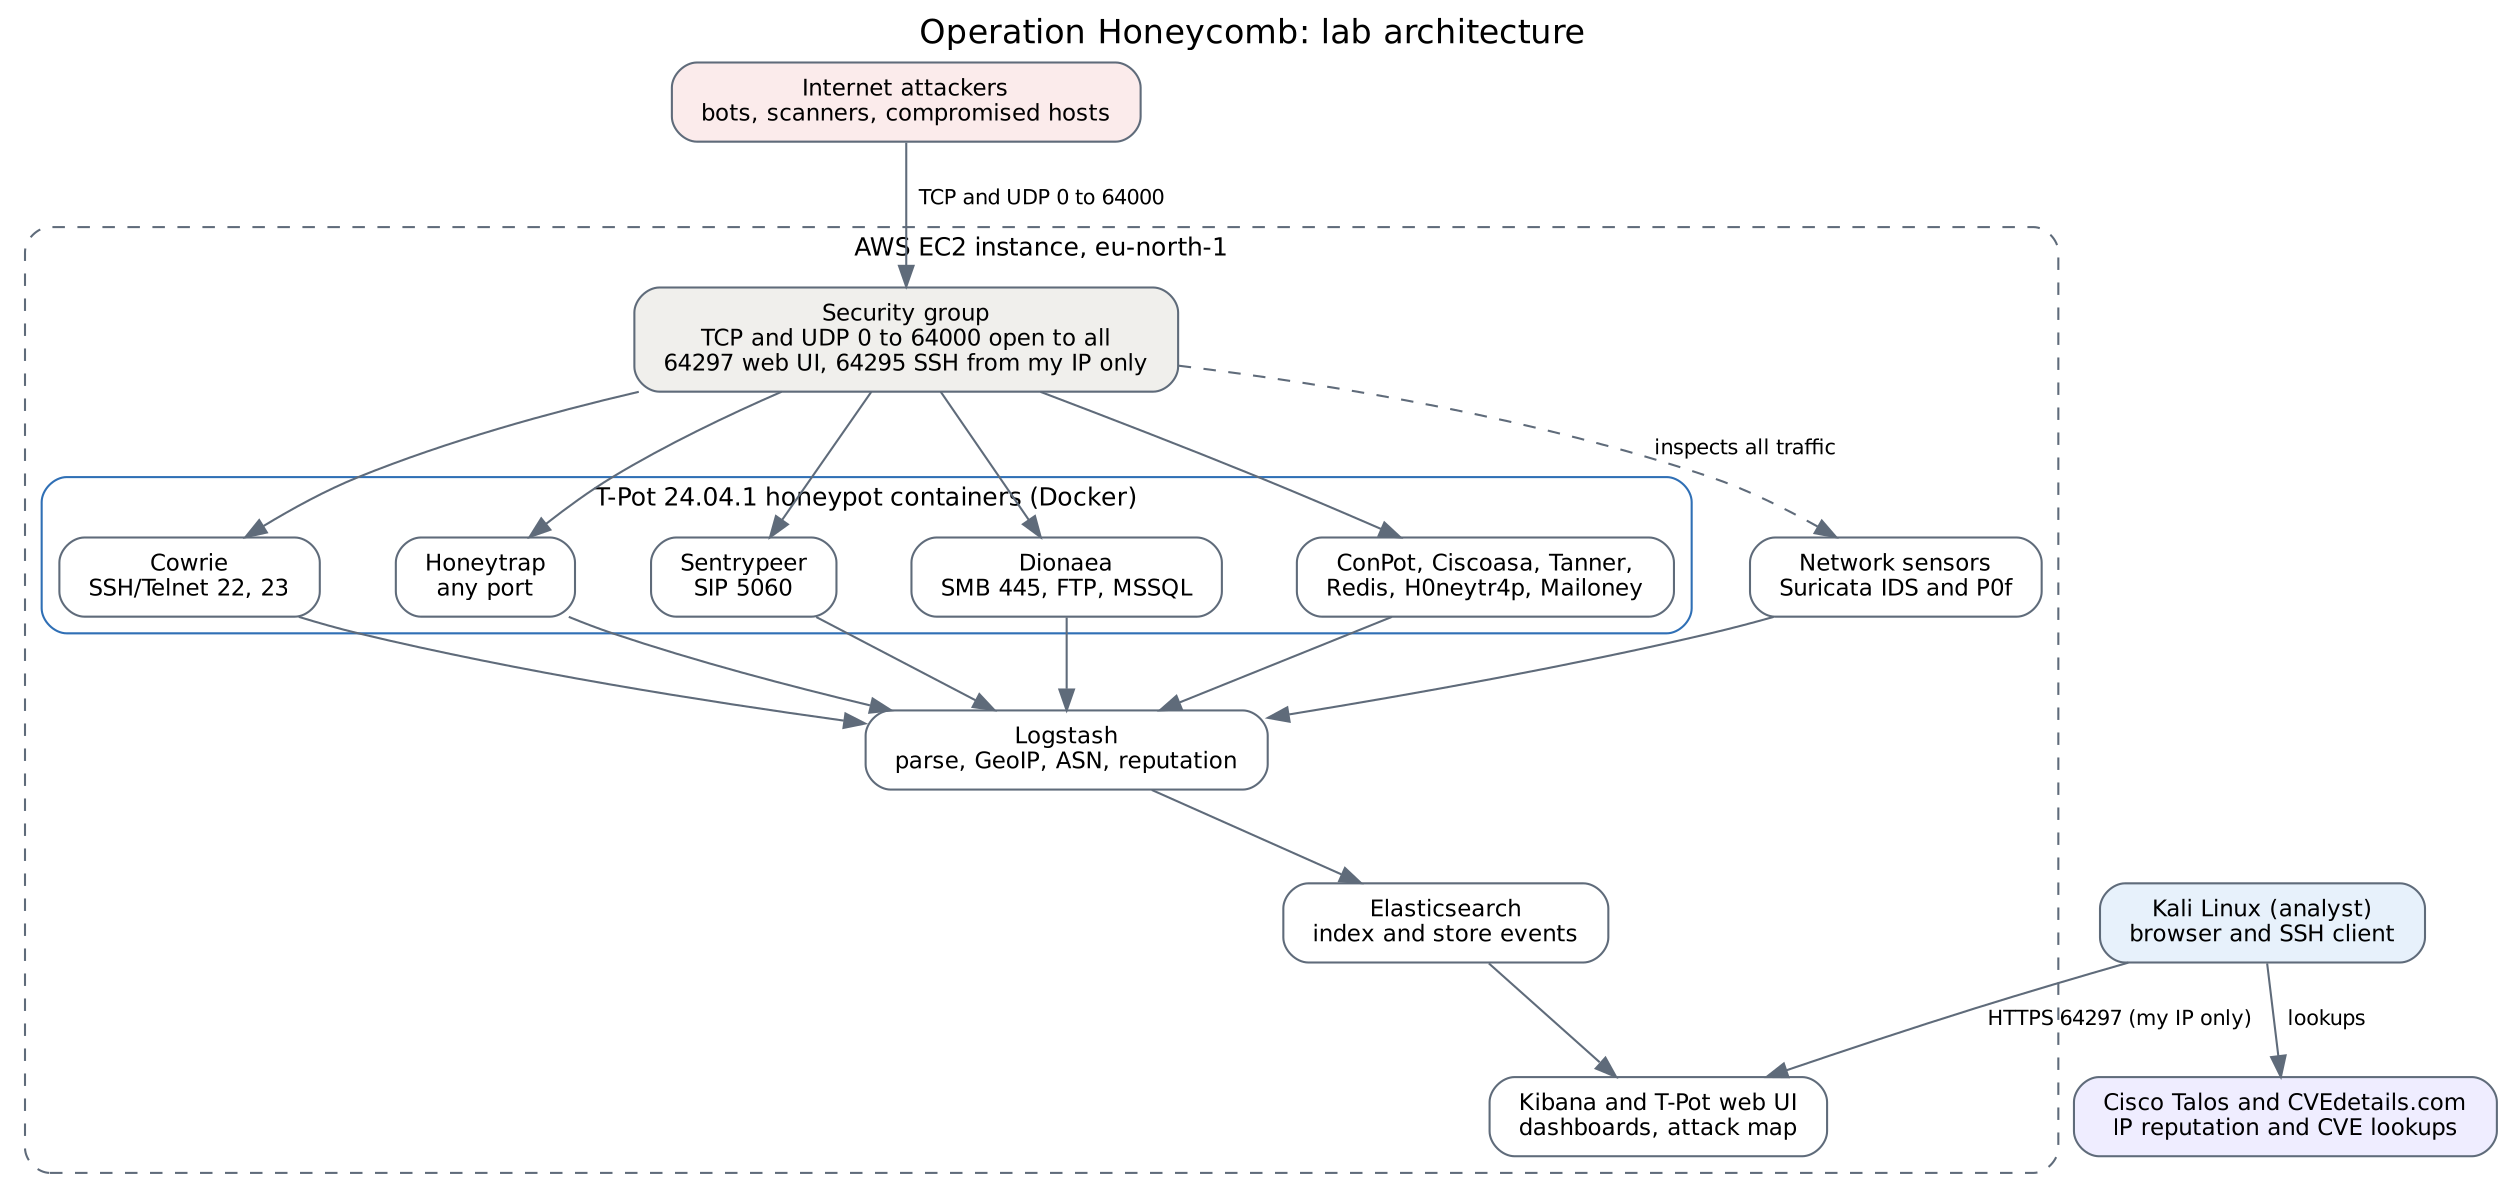 Operation Honeycomb: lab architecture
Internet attackers
bots, scanners, compromised hosts
TCP and UDP 0 to 64000
AWS EC2 instance, eu-north-1
Security group
TCP and UDP 0 to 64000 open to all
64297 web UI, 64295 SSH from my IP only
inspects all traffic
T-Pot 24.04.1 honeypot containers (Docker)
Cowrie
SSH/Telnet 22, 23
Honeytrap
any port
Sentrypeer
SIP 5060
Dionaea
SMB 445, FTP, MSSQL
ConPot, Ciscoasa, Tanner,
Redis, H0neytr4p, Mailoney
Network sensors
Suricata IDS and P0f
Logstash
parse, GeoIP, ASN, reputation
Elasticsearch
index and store events
Kali Linux (analyst)
browser and SSH client
HTTPS 64297 (my IP only)
lookups
Kibana and T-Pot web UI
dashboards, attack map
Cisco Talos and CVEdetails.com
IP reputation and CVE lookups